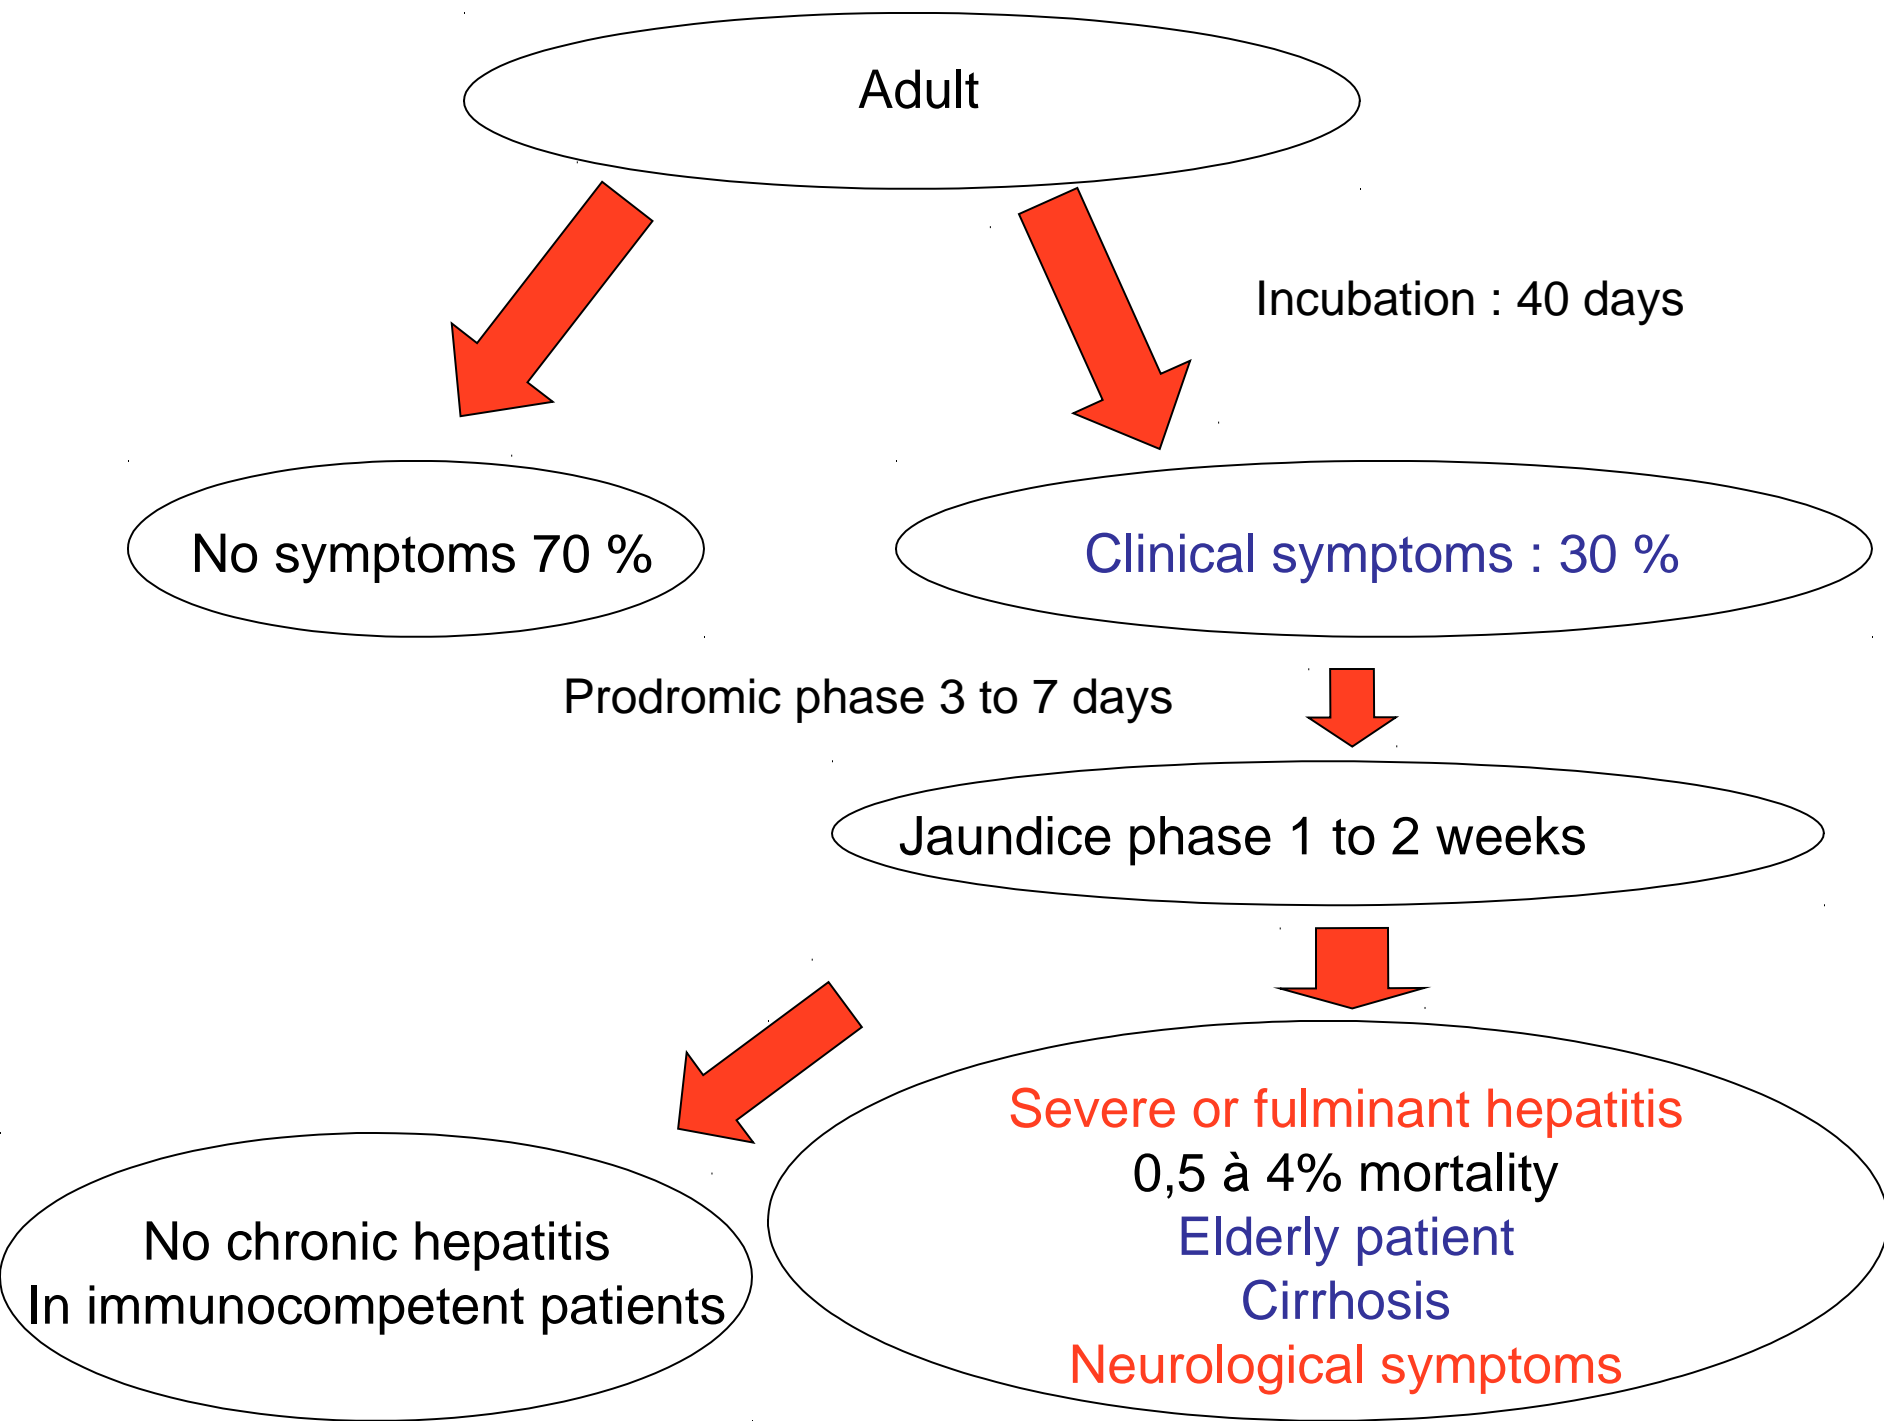 Adult
Incubation : 40 days
No symptoms 70 %
Clinical symptoms : 30 %
Prodromic phase 3 to 7 days
Jaundice phase 1 to 2 weeks
No chronic hepatitis
In immunocompetent patients
Severe or fulminant hepatitis
0,5 à 4% mortality
Elderly patient
Cirrhosis
Neurological symptoms